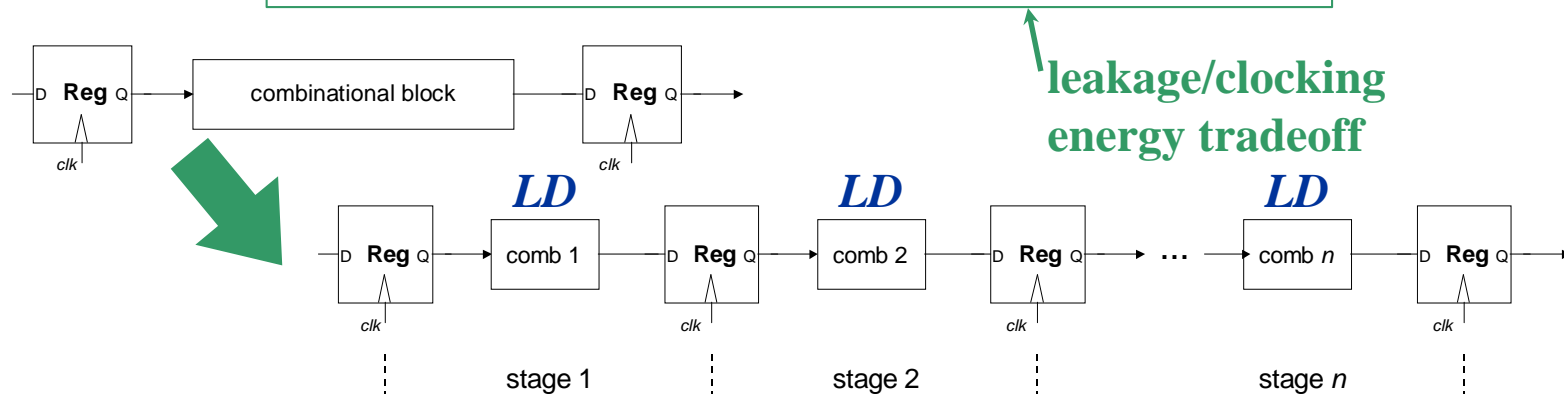 leakage/clocking
energy tradeoff
D Reg Q combinational block D Reg Q
clk clk
LD LD LD
D Reg Q comb 1 D Reg Q comb 2 D Reg Q ... comb n D Reg Q
clk clk clk clk
stage 1 stage 2 stage n